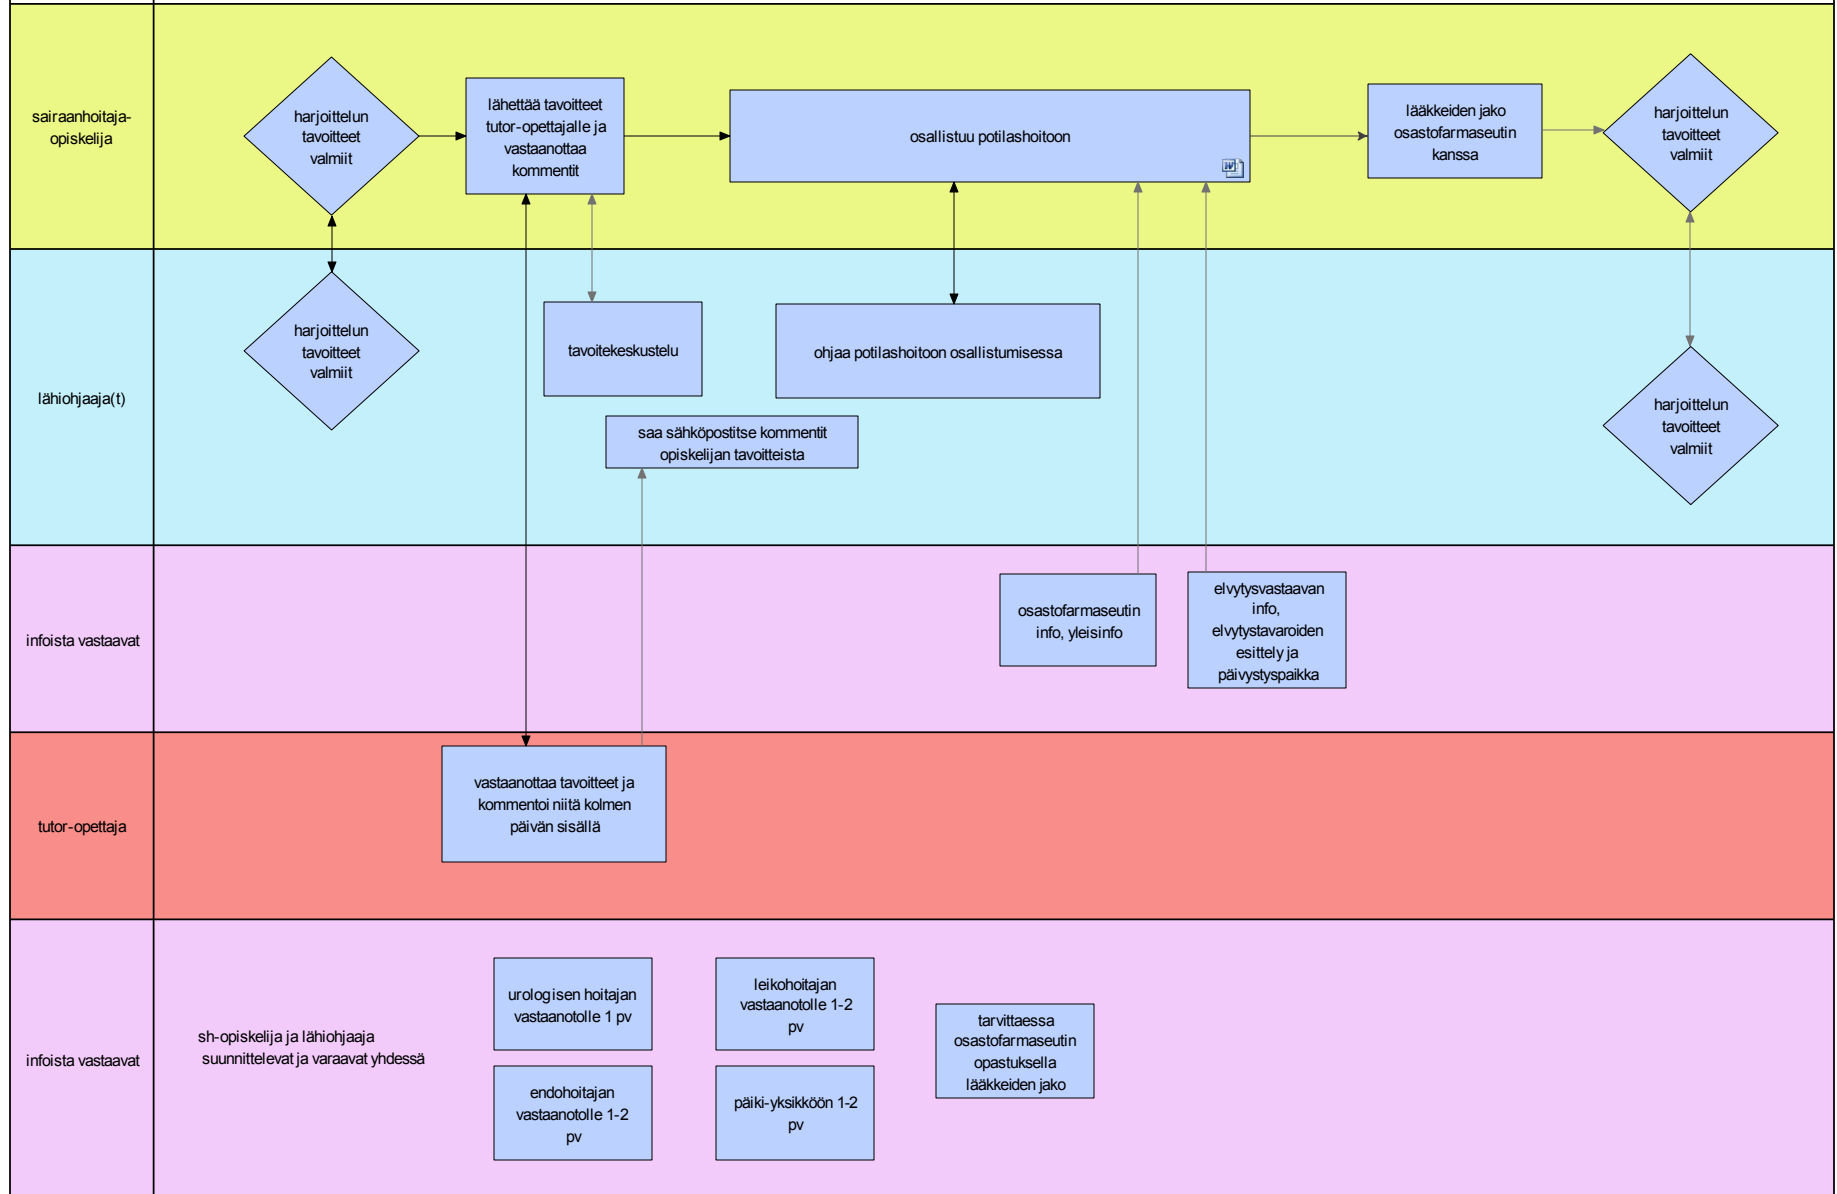 sairaanhoitaja-
opiskelija
harjoittelun
tavoitteet
valmiit
lähettää tavoitteet
tutor-opettajalle ja
vastaanottaa
kommentit
osallistuu potilashoitoon
lääkkeiden jako
osastofarmaseutin
kanssa
harjoittelun
tavoitteet
valmiit
lähiohjaaja(t)
harjoittelun
tavoitteet
valmiit
tavoitekeskustelu
ohjaa potilashoitoon osallistumisessa
saa sähköpostitse kommentit
opiskelijan tavoitteista
harjoittelun
tavoitteet
valmiit
infoista vastaavat
osastofarmaseutin
info, yleisinfo
elvytysvastaavan
info,
elvytystavaroiden
esittely ja
päivystyspaikka
tutor-opettaja
vastaanottaa tavoitteet ja
kommentoi niitä kolmen
päivän sisällä
infoista vastaavat
sh-opiskelija ja lähiohjaaja
suunnittelevat ja varaavat yhdessä
urologisen hoitajan
vastaanotolle 1 pv
leikohoitajan
vastaanotolle 1-2
pv
tarvittaessa
osastofarmaseutin
opastuksella
lääkkeiden jako
endohoitajan
vastaanotolle 1-2
pv
päiki-yksikköön 1-2
pv